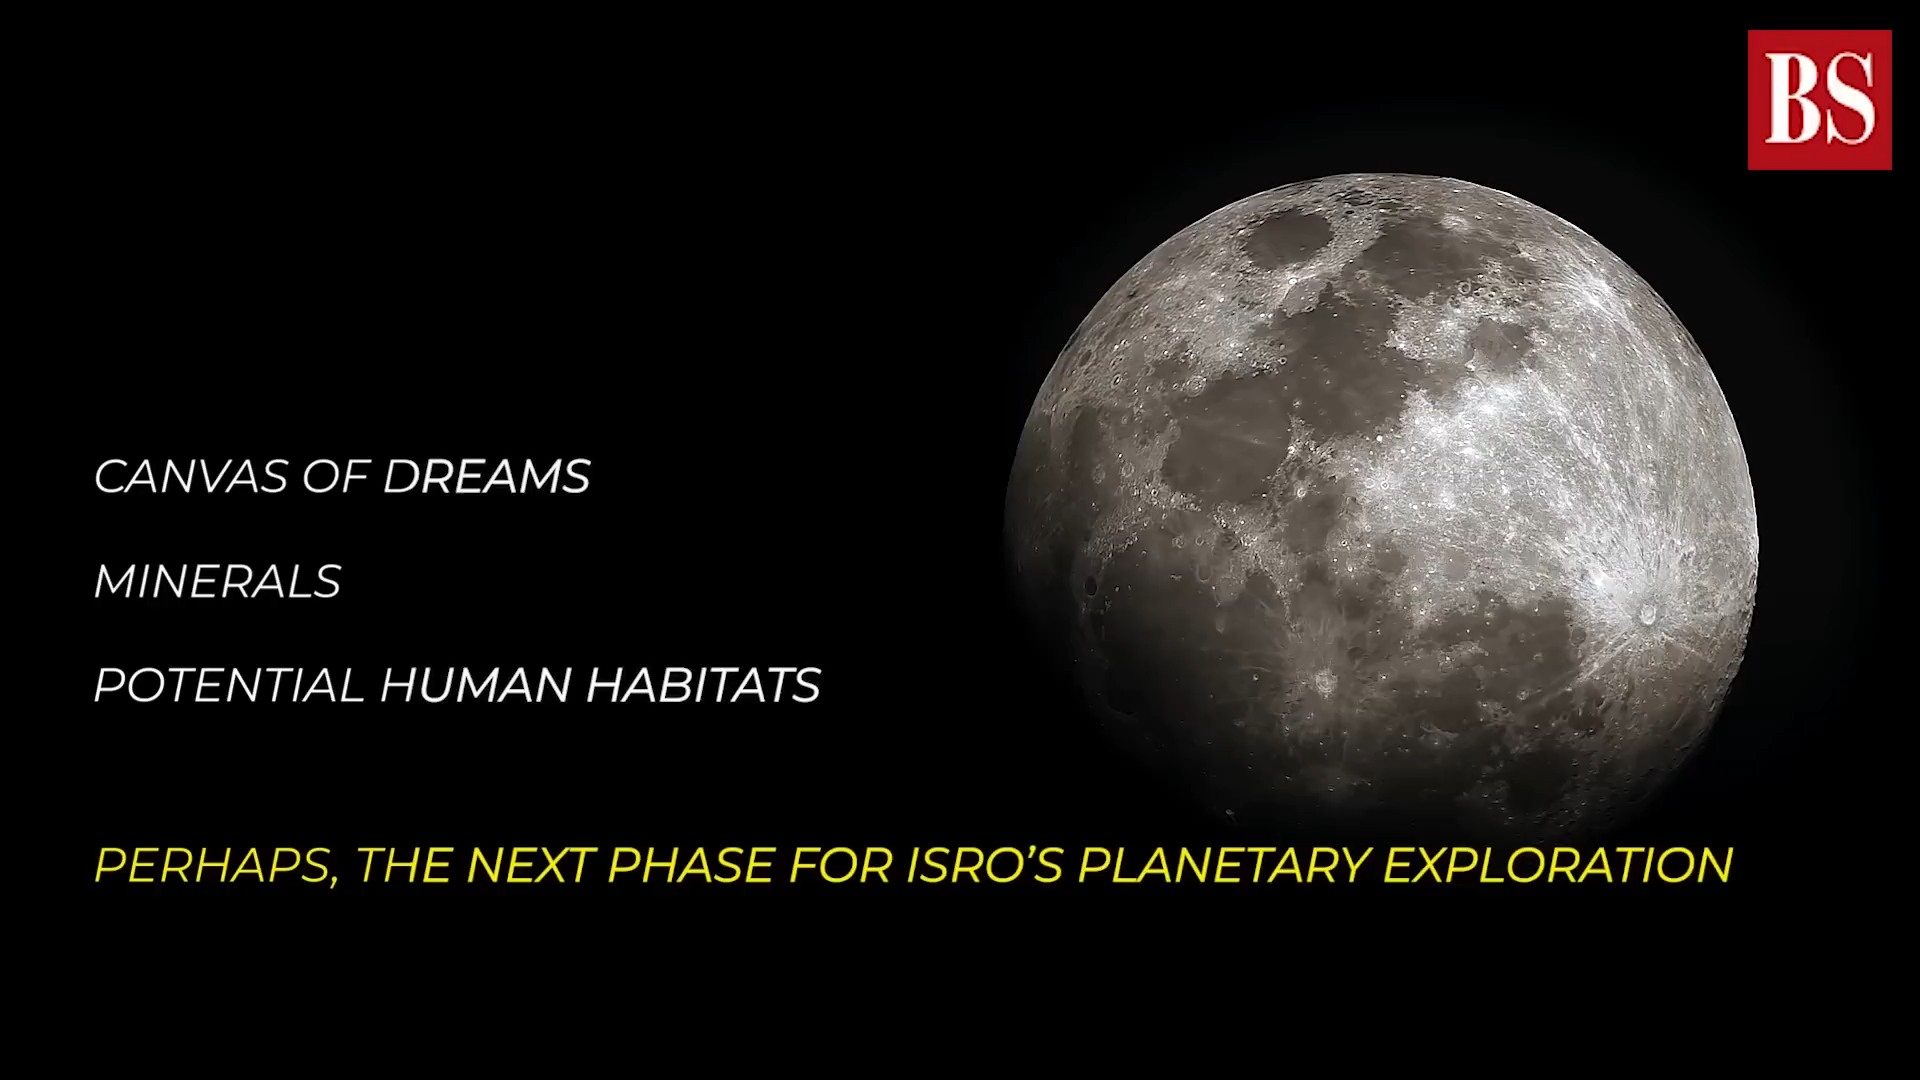 BS
CANVAS OF DREAMS
MINERALS
POTENTIAL HUMAN HABITATS
PERHAPS, THE NEXT PHASE FOR ISRO’S PLANETARY EXPLORATION